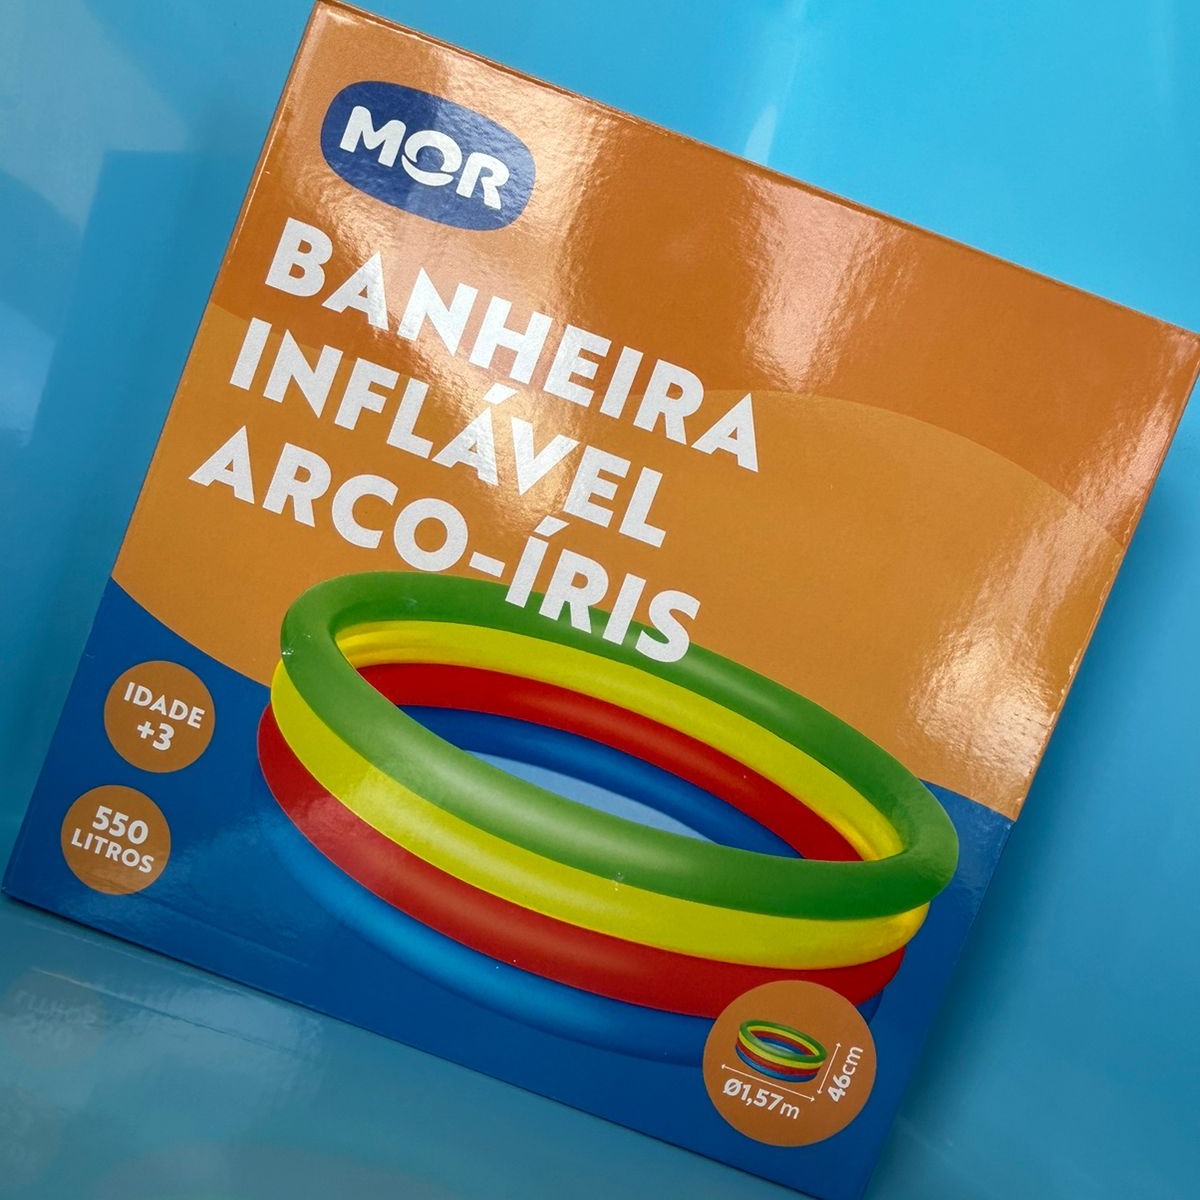 MOR
BANHEIRA
INFLÁVEL
ARCO-ÍRIS
IDADE
+3
550
LITROS
46cm
Ø1,57m